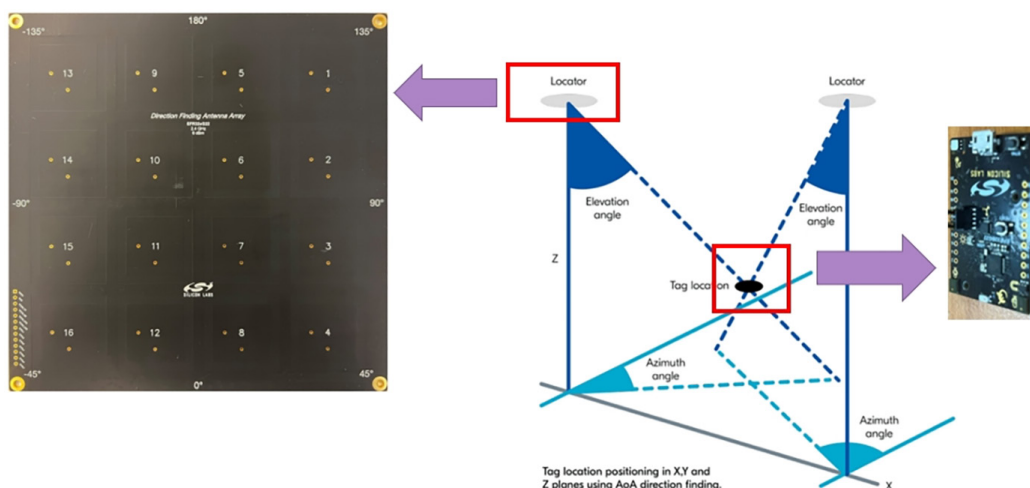 180°
-135°
135°
13
9
5
1
Direction Finding Antenna Array
14
10
6
2
-90°
90°
15
11
7
3
SILICON LABS
16
12
8
4
-45°
0°
45°
Locator
Locator
Elevation
angle
Elevation
angle
Z
Tag location
Azimuth
angle
Azimuth
angle
X
Tag location positioning in X,Y and
Z planes using AoA direction finding.
SILICON LABS